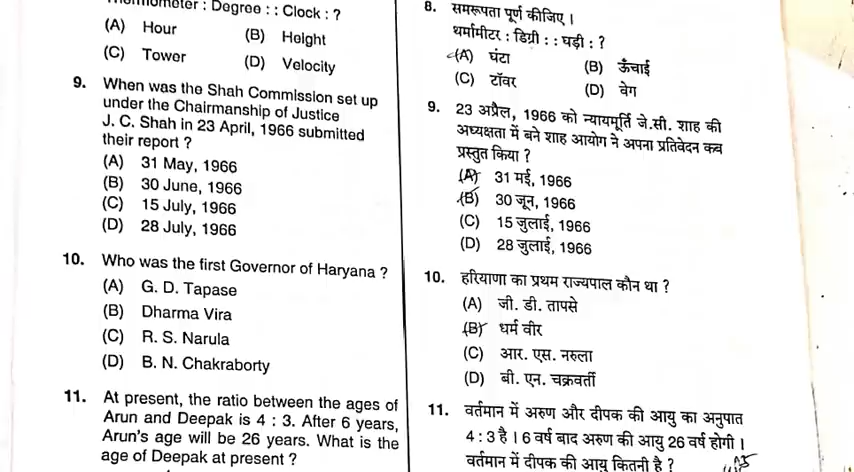 Thermometer : Degree : : Clock : ?
(A) Hour
(B) Height
(C) Tower
(D) Velocity
9. When was the Shah Commission set up
under the Chairmanship of Justice
J. C. Shah in 23 April, 1966 submitted
their report ?
(A) 31 May, 1966
(B) 30 June, 1966
(C) 15 July, 1966
(D) 28 July, 1966
10. Who was the first Governor of Haryana ?
(A) G. D. Tapase
(B) Dharma Vira
(C) R. S. Narula
(D) B. N. Chakraborty
11. At present, the ratio between the ages of
Arun and Deepak is 4 : 3. After 6 years,
Arun's age will be 26 years. What is the
age of Deepak at present ?
8. समरूपता पूर्ण कीजिए ।
थर्मामीटर : डिग्री : : घड़ी : ?
(A) घंटा
(B) ऊँचाई
(C) टॉवर
(D) वेग
9. 23 अप्रैल, 1966 को न्यायमूर्ति जे.सी. शाह की
अध्यक्षता में बने शाह आयोग ने अपना प्रतिवेदन कब
प्रस्तुत किया ?
(A) 31 मई, 1966
(B) 30 जून, 1966
(C) 15 जुलाई, 1966
(D) 28 जुलाई, 1966
10. हरियाणा का प्रथम राज्यपाल कौन था ?
(A) जी. डी. तापसे
(B) धर्म वीर
(C) आर. एस. नरुला
(D) बी. एन. चक्रवर्ती
11. वर्तमान में अरुण और दीपक की आयु का अनुपात
4 : 3 है । 6 वर्ष बाद अरुण की आयु 26 वर्ष होगी ।
वर्तमान में दीपक की आयु कितनी है ?